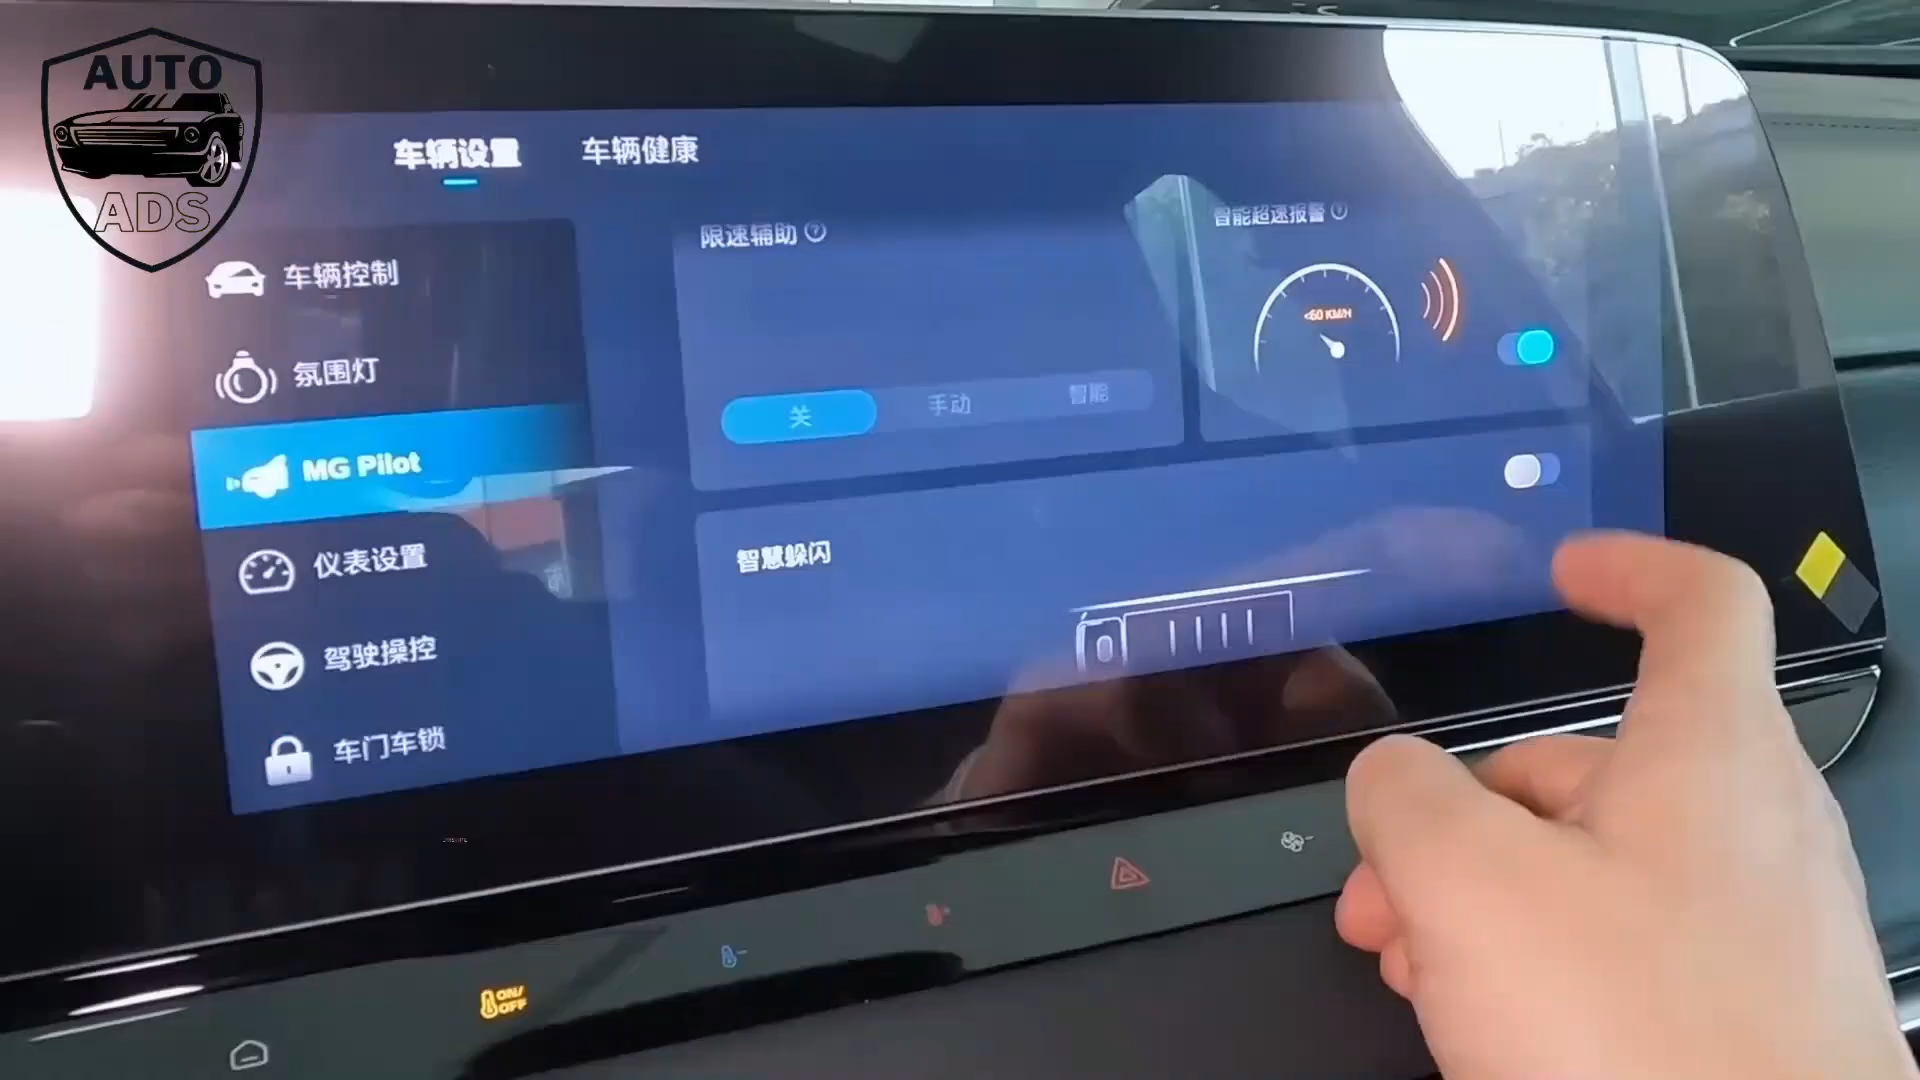 AUTO
ADS
车辆设置
车辆健康
车辆控制
氛围灯
MG Pilot
仪表设置
驾驶操控
车门车锁
限速辅助
关
手动
智能
智能超速报警
<60 KM/H
智慧躲闪
ON/
OFF